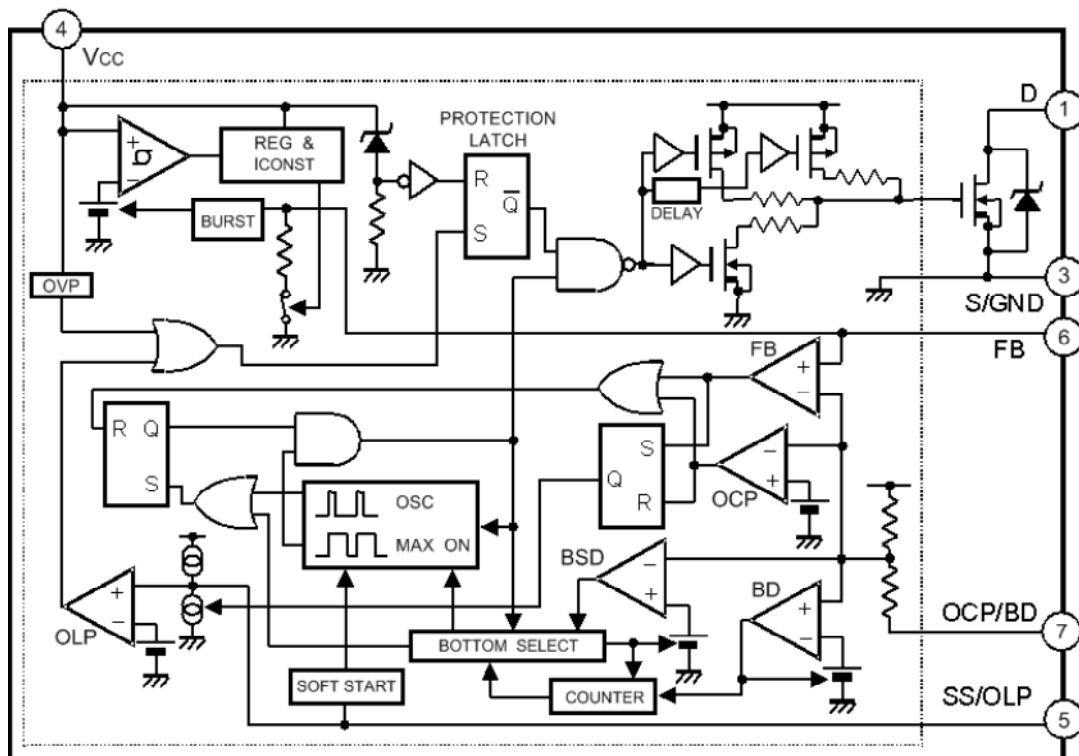 4
VCC
D
1
PROTECTION
LATCH
REG &
ICONST
R
Q
S
BURST
DELAY
OVP
3
S/GND
6
FB
FB
R Q
S
S
Q
R
OCP
OSC
MAX ON
BSD
BD
OLP
BOTTOM SELECT
OCP/BD
7
SOFT START
COUNTER
SS/OLP
5